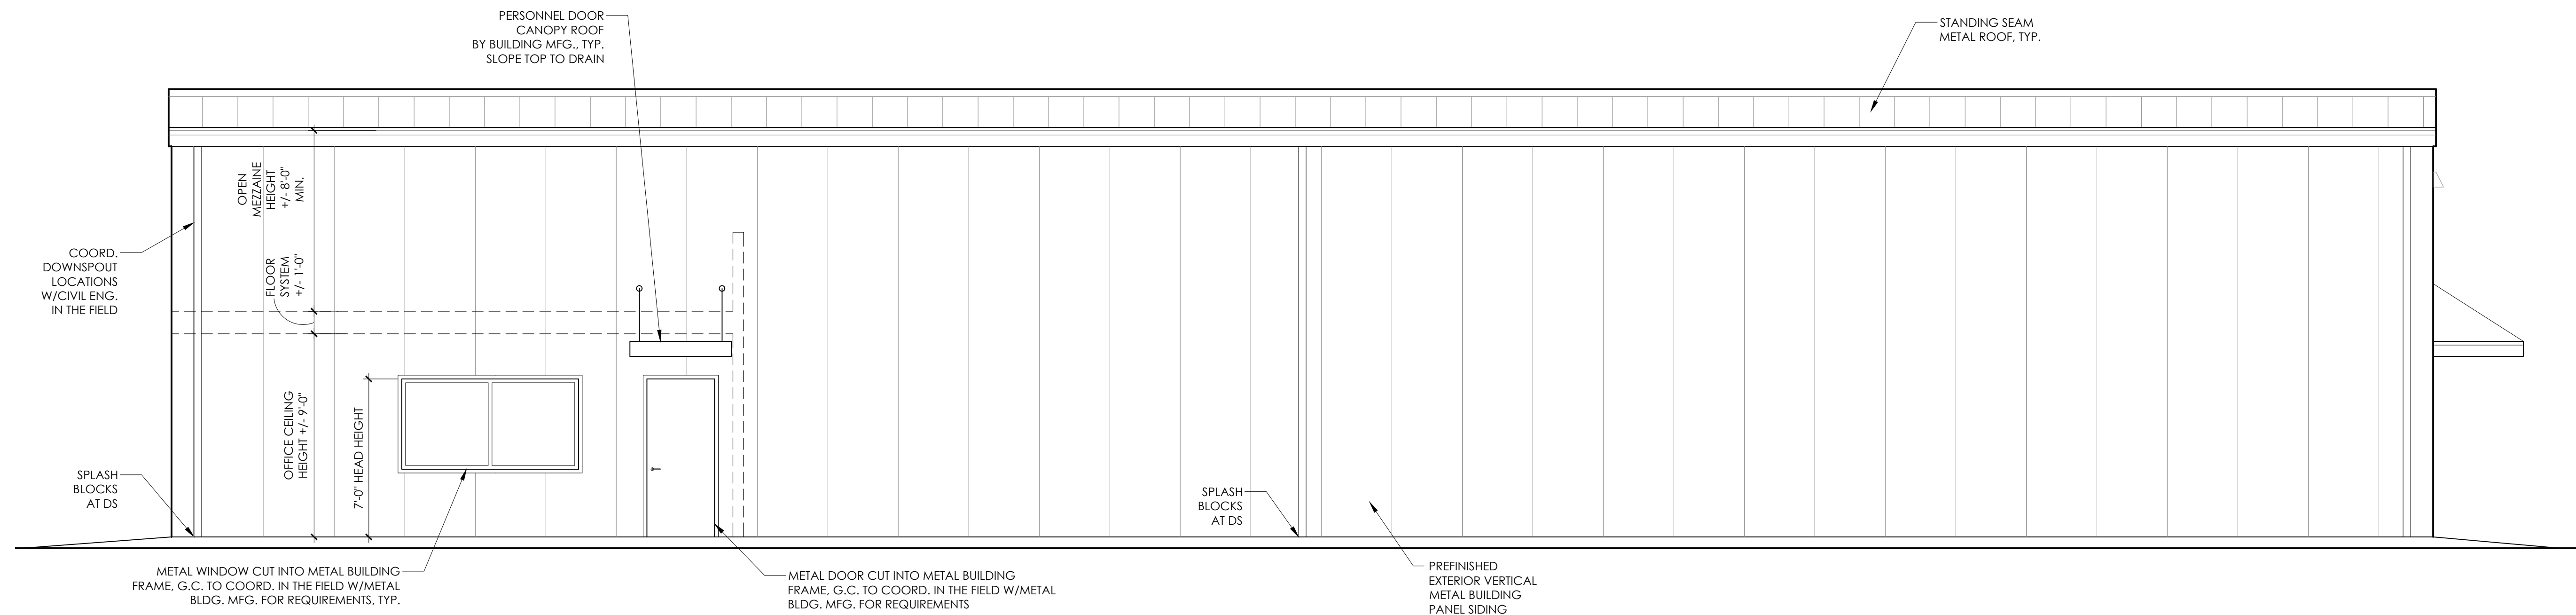 PERSONNEL DOOR
CANOPY ROOF
BY BUILDING MFG., TYP.
SLOPE TOP TO DRAIN
STANDING SEAM
METAL ROOF, TYP.
OPEN
MEZZAINE
HEIGHT
+/- 8'-0"
MIN.
COORD.
DOWNSPOUT
LOCATIONS
W/CIVIL ENG.
IN THE FIELD
FLOOR
SYSTEM
+/- 1'-0"
OFFICE CEILING
HEIGHT +/- 9'-0"
7'-0" HEAD HEIGHT
SPLASH
BLOCKS
AT DS
SPLASH
BLOCKS
AT DS
METAL WINDOW CUT INTO METAL BUILDING
FRAME, G.C. TO COORD. IN THE FIELD W/METAL
BLDG. MFG. FOR REQUIREMENTS, TYP.
METAL DOOR CUT INTO METAL BUILDING
FRAME, G.C. TO COORD. IN THE FIELD W/METAL
BLDG. MFG. FOR REQUIREMENTS
PREFINISHED
EXTERIOR VERTICAL
METAL BUILDING
PANEL SIDING